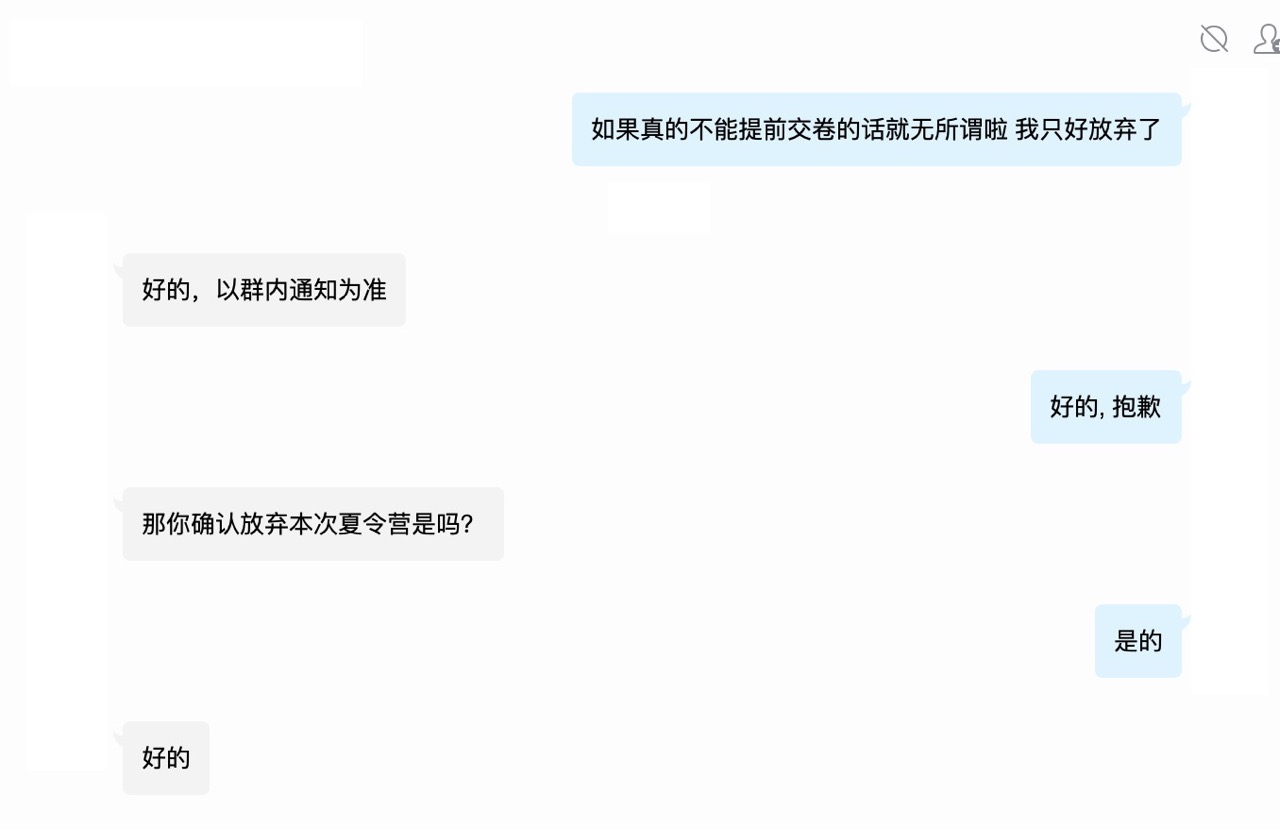 如果真的不能提前交卷的话就无所谓啦 我只好放弃了
好的，以群内通知为准
好的, 抱歉
那你确认放弃本次夏令营是吗?
是的
好的